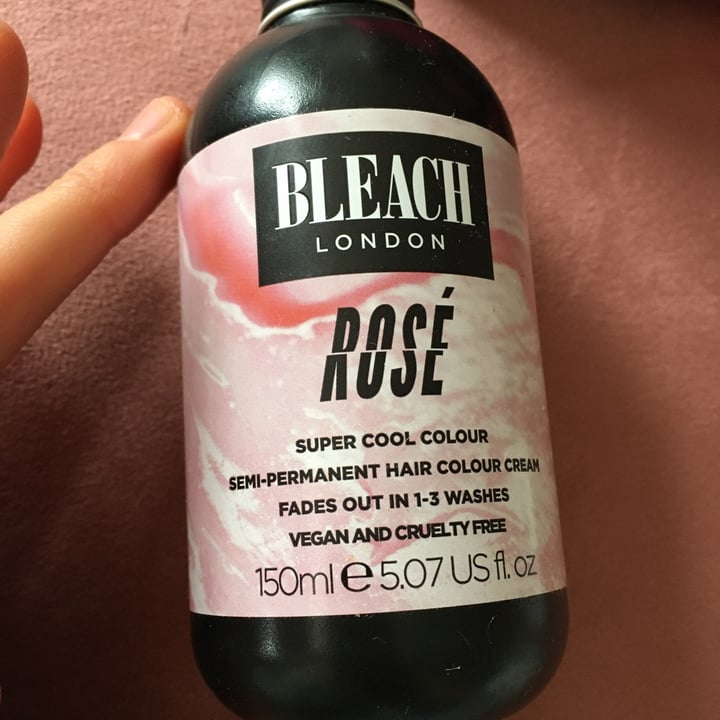 BLEACH
LONDON
ROSÉ
SUPER COOL COLOUR
SEMI-PERMANENT HAIR COLOUR CREAM
FADES OUT IN 1-3 WASHES
VEGAN AND CRUELTY FREE
150ml e 5.07 US fl. oz